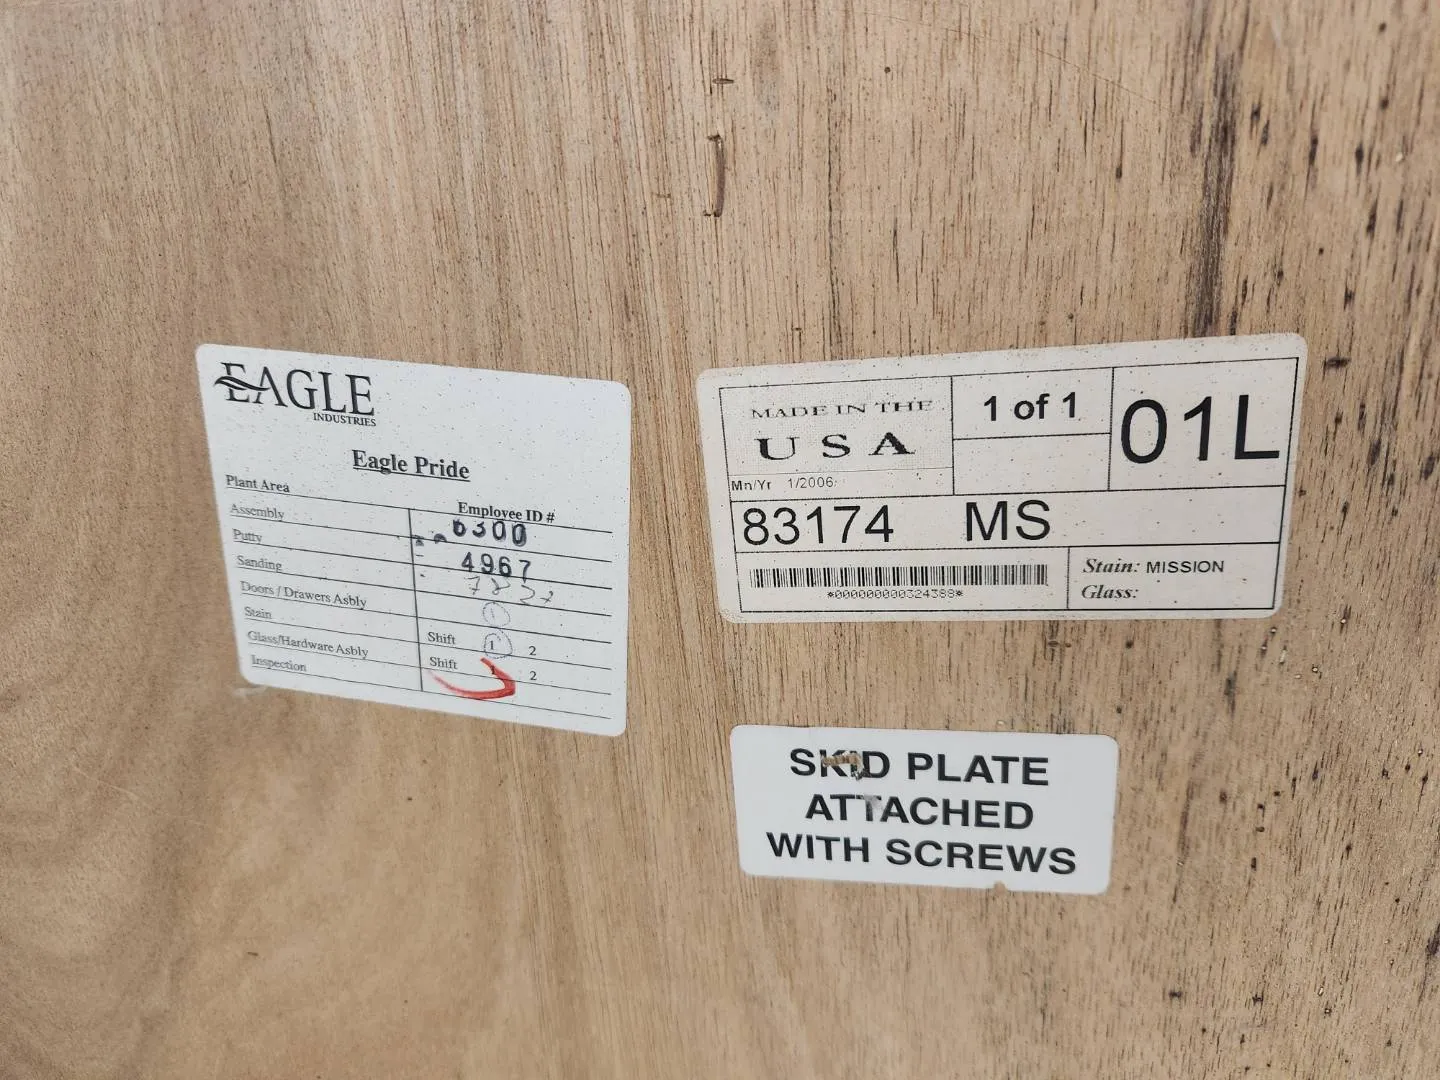 EAGLE
INDUSTRIES
Eagle Pride
Plant Area
Employee ID #
Assembly 6300
Putty 4967
Sanding
Doors / Drawers Asbly
Stain 1
Glass/Hardware Asbly Shift 1 2
Inspection Shift 1 2
MADE IN THE
USA
Mn/Yr 1/2006
1 of 1
01L
83174 MS
*000000000324388*
Stain: MISSION
Glass:
SKID PLATE
ATTACHED
WITH SCREWS